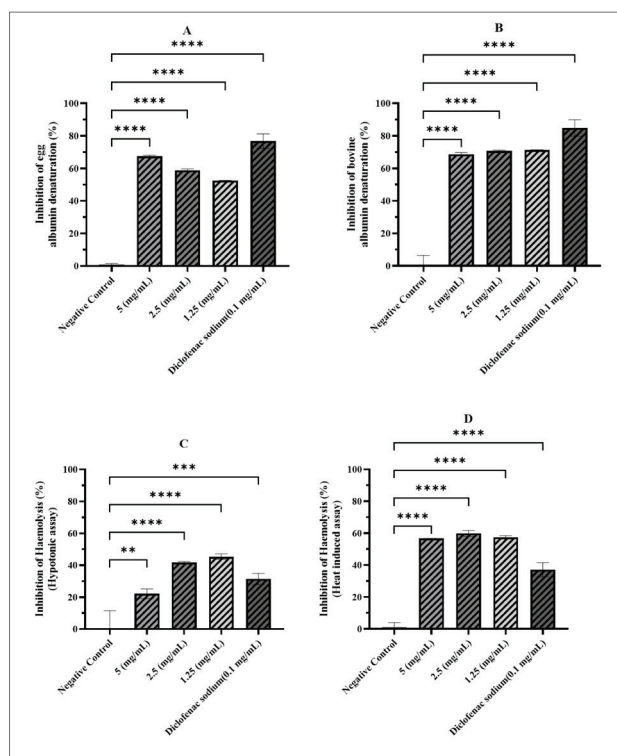 A
****
****
****
****
Inhibition of egg
albumin denaturation (%)
100
80
60
40
20
0
Negative Control
5 (mg/mL)
2.5 (mg/mL)
1.25 (mg/mL)
Diclofenac sodium(0.1 mg/mL)
B
****
****
****
****
Inhibition of bovine
albumin denaturation (%)
100
80
60
40
20
0
Negative Control
5 (mg/mL)
2.5 (mg/mL)
1.25 (mg/mL)
Diclofenac sodium(0.1 mg/mL)
C
***
****
****
**
Inhibition of Haemolysis (%)
(Hypotonic assay)
100
80
60
40
20
0
Negative Control
5 (mg/mL)
2.5 (mg/mL)
1.25 (mg/mL)
Diclofenac sodium(0.1 mg/mL)
D
****
****
****
****
Inhibition of Haemolysis (%)
(Heat induced assay)
100
80
60
40
20
0
Negative Control
5 (mg/mL)
2.5 (mg/mL)
1.25 (mg/mL)
Diclofenac sodium(0.1 mg/mL)